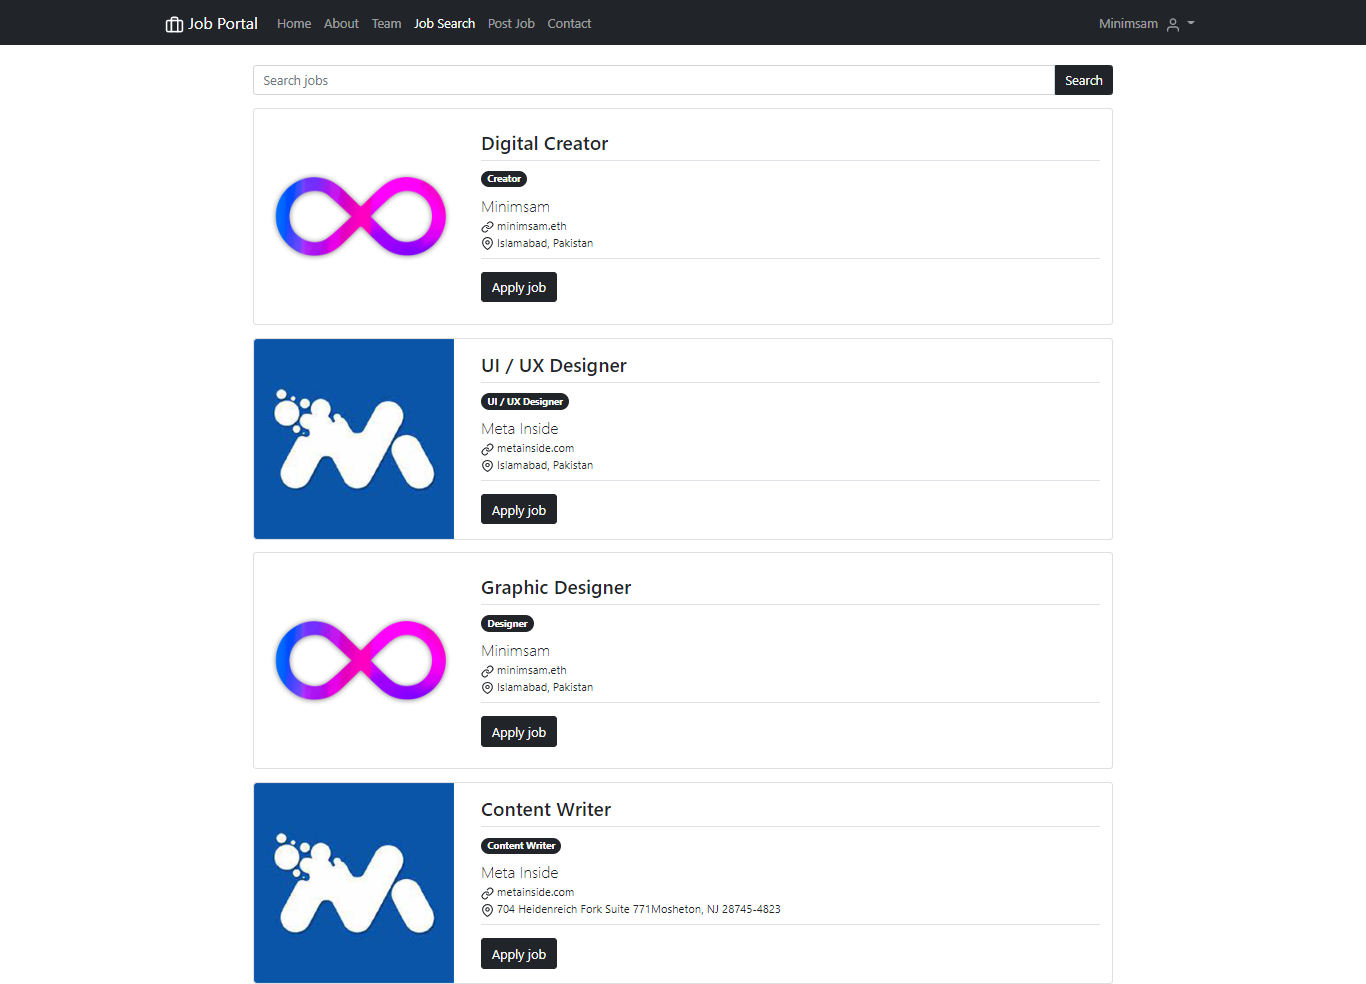 Job Portal Home About Team Job Search Post Job Contact Minimsam
Search jobs Search
Digital Creator
Creator
Minimsam
minimsam.eth
Islamabad, Pakistan
Apply job
UI / UX Designer
UI / UX Designer
Meta Inside
metainside.com
Islamabad, Pakistan
Apply job
Graphic Designer
Designer
Minimsam
minimsam.eth
Islamabad, Pakistan
Apply job
Content Writer
Content Writer
Meta Inside
metainside.com
704 Heidenreich Fork Suite 771Mosheton, NJ 28745-4823
Apply job